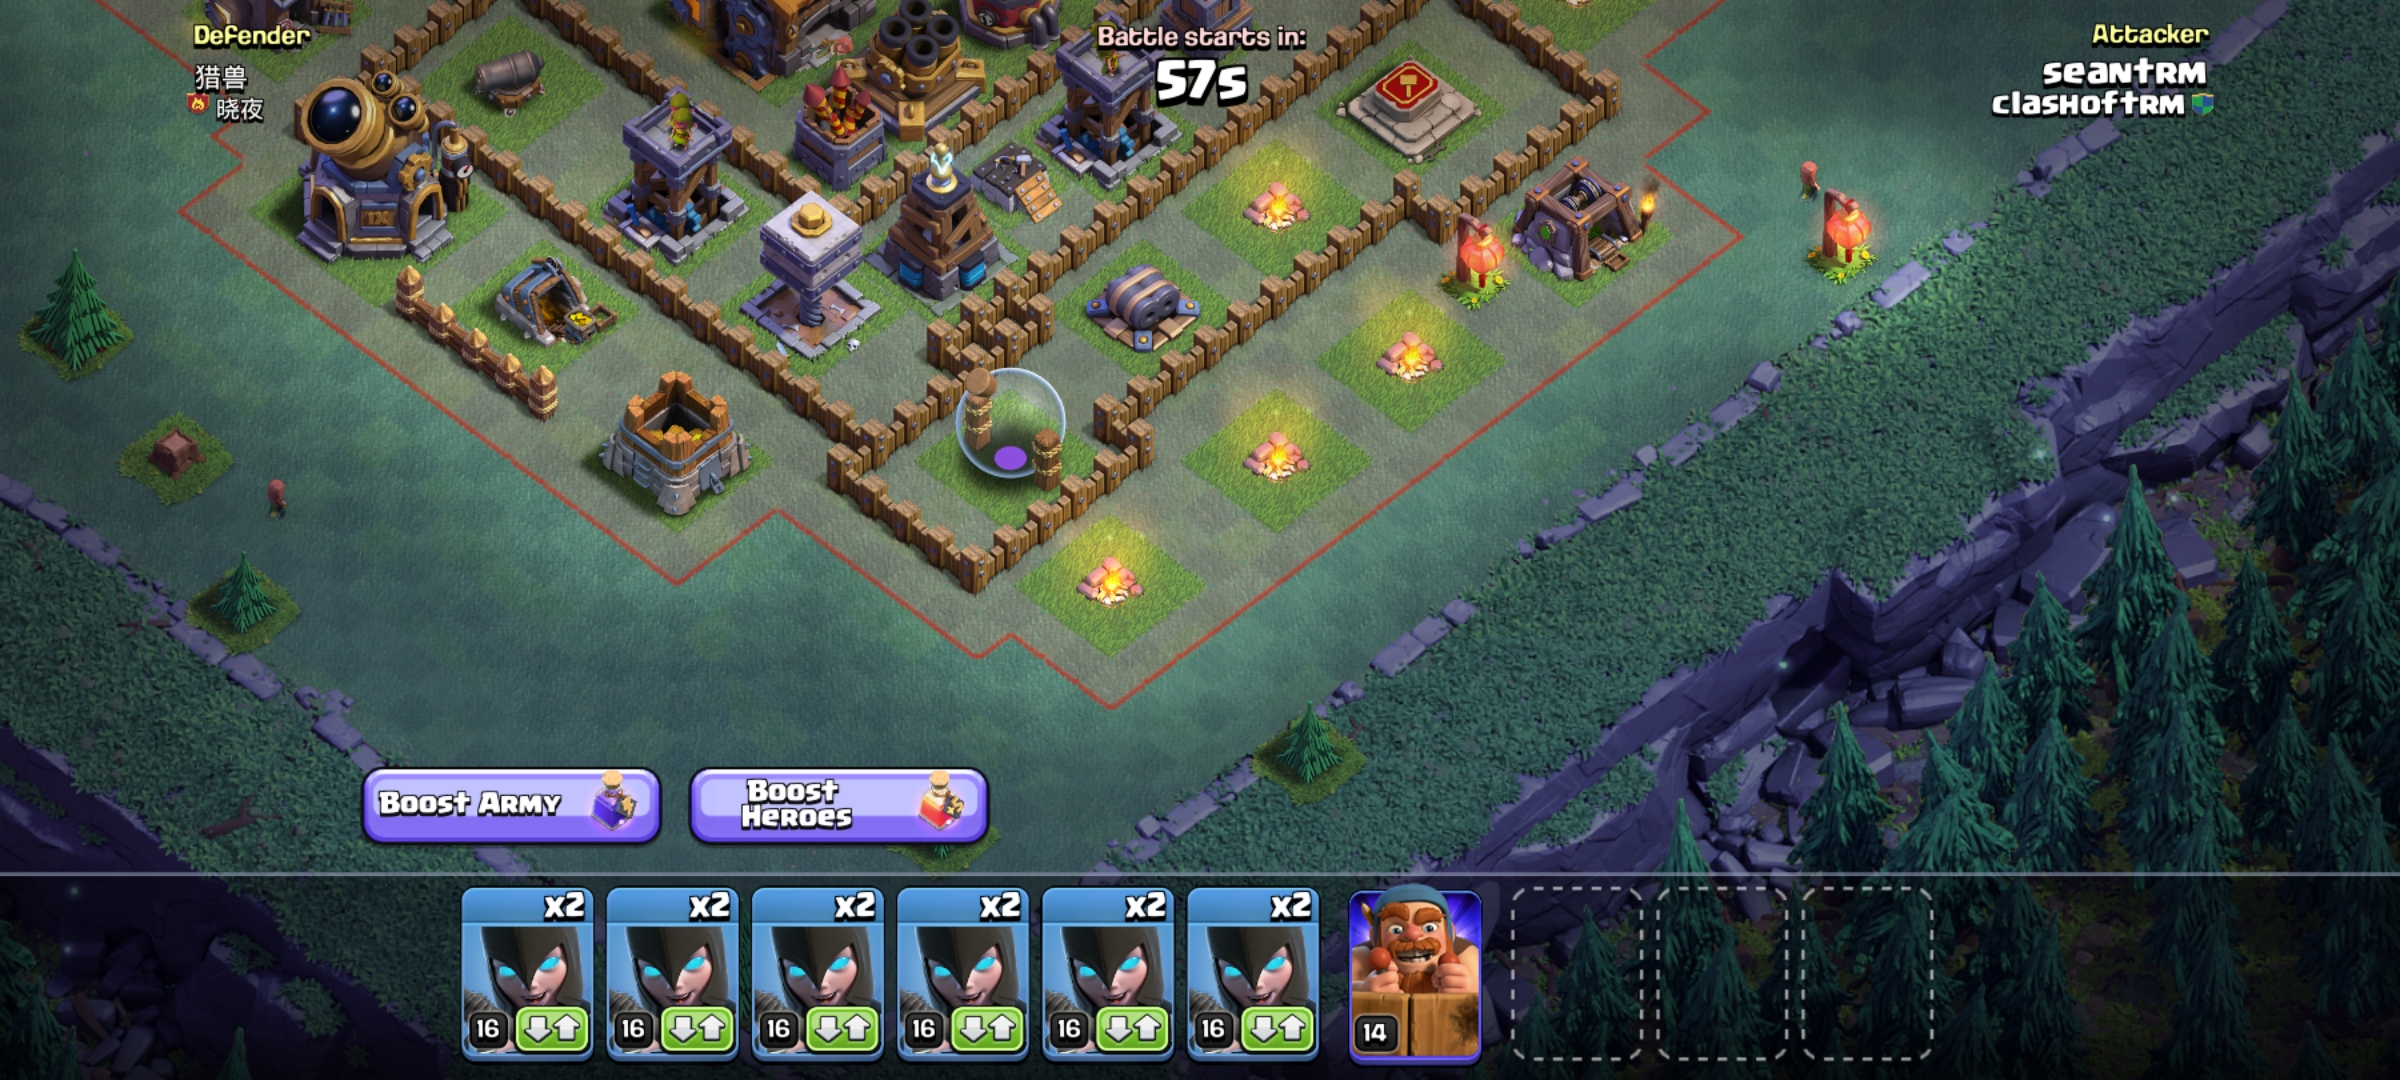 Defender
猎兽
晓夜
Battle starts in:
57s
Attacker
seantRM
clashoftRM
Boost Army
Boost
Heroes
x2
x2
x2
x2
x2
x2
16
16
16
16
16
16
14